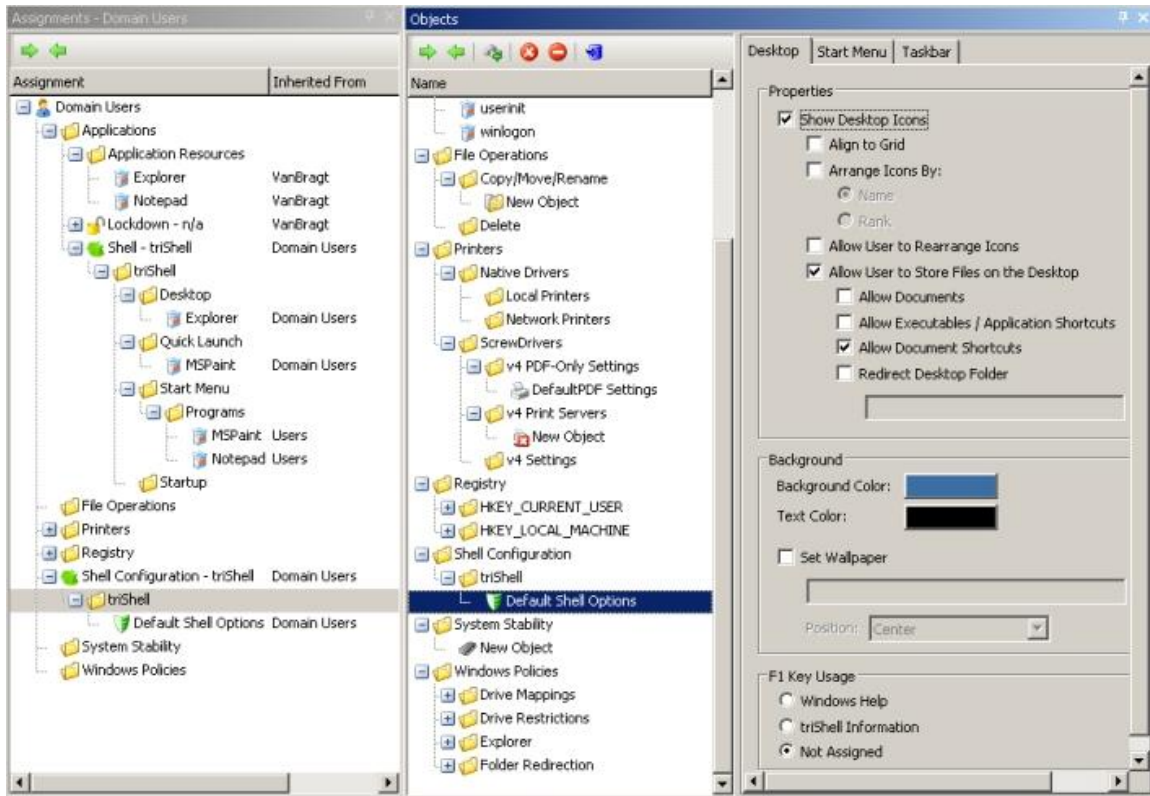 Assignments - Domain Users
Assignment Inherited From
Domain Users
Applications
Application Resources
Explorer VanBragt
Notepad VanBragt
Lockdown - n/a VanBragt
Shell - triShell Domain Users
triShell
Desktop
Explorer Domain Users
Quick Launch
MSPaint Domain Users
Start Menu
Programs
MSPaint Users
Notepad Users
Startup
File Operations
Printers
Registry
Shell Configuration - triShell Domain Users
triShell
Default Shell Options Domain Users
System Stability
Windows Policies
Objects
Name
userinit
winlogon
File Operations
Copy/Move/Rename
New Object
Delete
Printers
Native Drivers
Local Printers
Network Printers
ScrewDrivers
v4 PDF-Only Settings
DefaultPDF Settings
v4 Print Servers
New Object
v4 Settings
Registry
HKEY_CURRENT_USER
HKEY_LOCAL_MACHINE
Shell Configuration
triShell
Default Shell Options
System Stability
New Object
Windows Policies
Drive Mappings
Drive Restrictions
Explorer
Folder Redirection
Desktop Start Menu Taskbar
Properties
Show Desktop Icons
Align to Grid
Arrange Icons By:
Name
Rank
Allow User to Rearrange Icons
Allow User to Store Files on the Desktop
Allow Documents
Allow Executables / Application Shortcuts
Allow Document Shortcuts
Redirect Desktop Folder
Background
Background Color:
Text Color:
Set Wallpaper
Position: Center
F1 Key Usage
Windows Help
triShell Information
Not Assigned